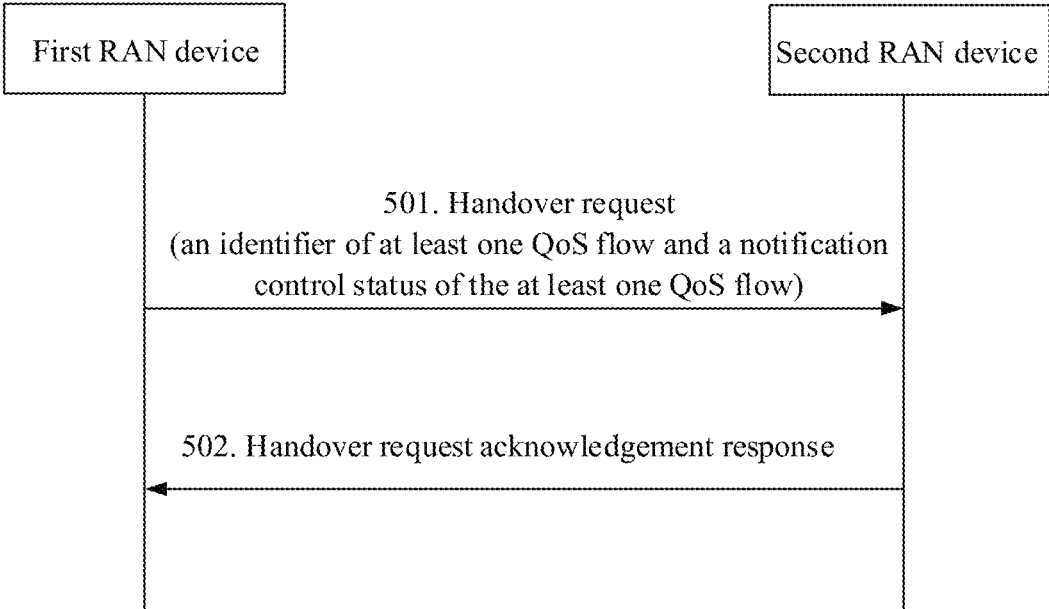 First RAN device
Second RAN device
501. Handover request
(an identifier of at least one QoS flow and a notification
control status of the at least one QoS flow)
502. Handover request acknowledgement response